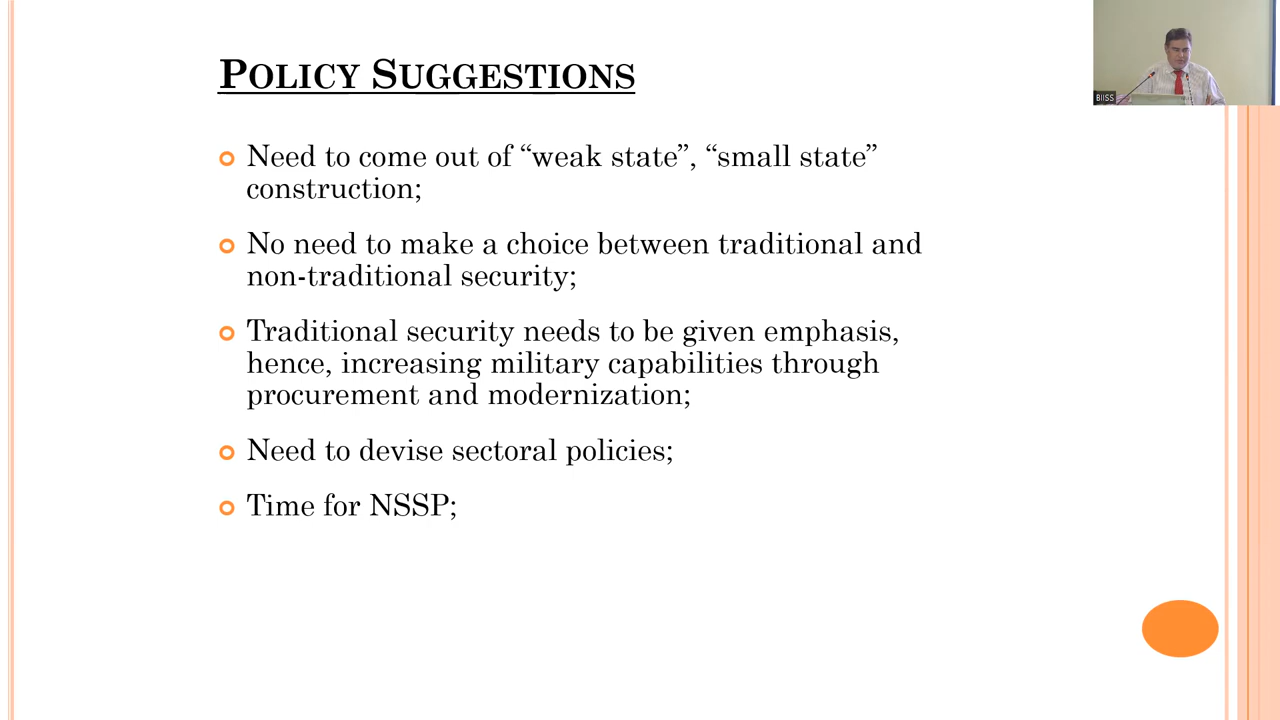 POLICY SUGGESTIONS
Need to come out of “weak state”, “small state”
construction;
No need to make a choice between traditional and
non-traditional security;
Traditional security needs to be given emphasis,
hence, increasing military capabilities through
procurement and modernization;
Need to devise sectoral policies;
Time for NSSP;
BIISS